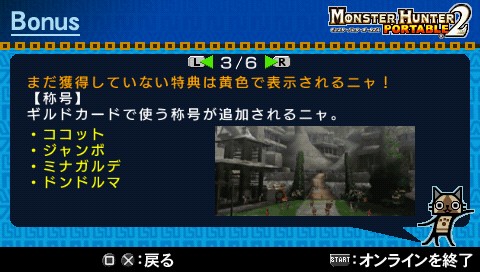 Bonus
MONSTER HUNTER
PORTABLE 2
L 3/6 R
まだ獲得していない特典は黄色で表示されるニャ！
【称号】
ギルドカードで使う称号が追加されるニャ。
・ココット
・ジャンボ
・ミナガルデ
・ドンドルマ
:戻る
START:オンラインを終了